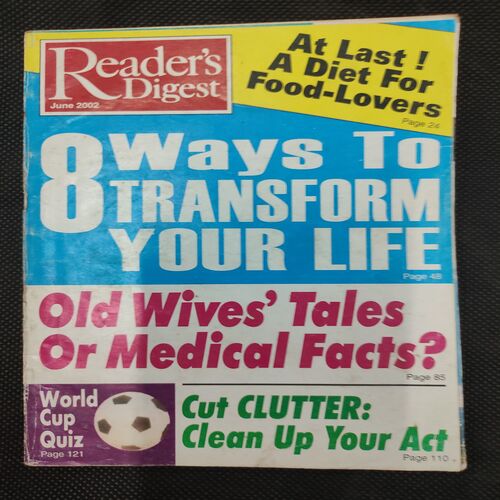 Reader's
Digest
June 2002
At Last !
A Diet For
Food-Lovers
Page 24
8 Ways To
TRANSFORM
YOUR LIFE
Page 48
Old Wives' Tales
Or Medical Facts?
Page 85
World
Cup
Quiz
Page 121
Cut CLUTTER:
Clean Up Your Act
Page 110